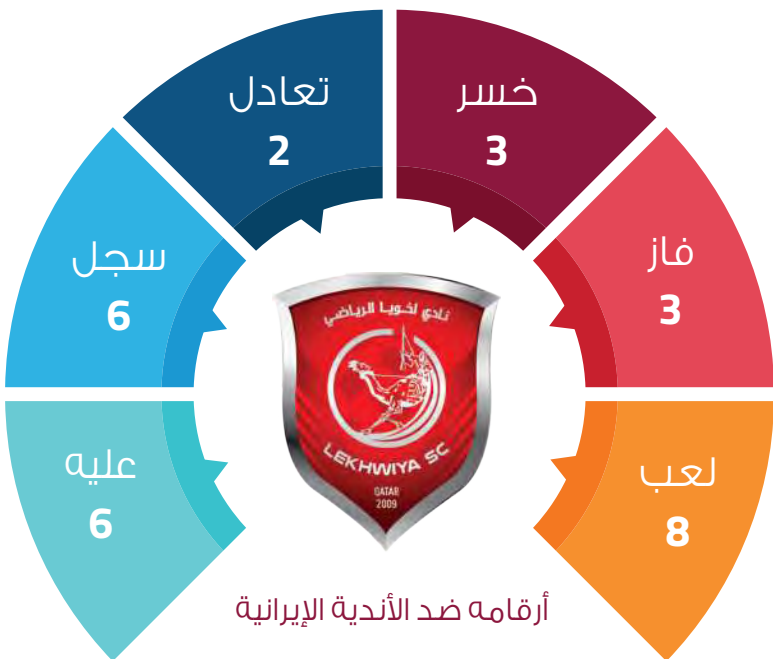 لعب
8
فاز
3
خسر
3
تعادل
2
سجل
6
عليه
6
نادي لخويا الرياضي
LEKHWIYA SC
QATAR
2009
أرقامه ضد الأندية الإيرانية